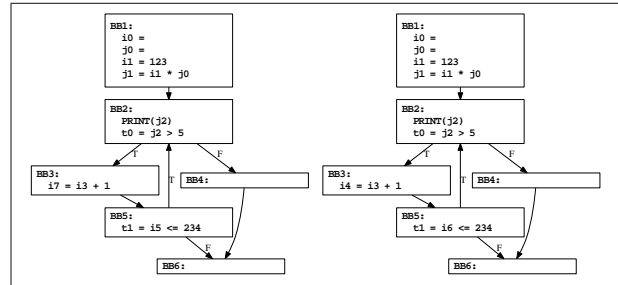 BB1:
i0 =
j0 =
i1 = 123
j1 = i1 * j0
BB2:
PRINT(j2)
t0 = j2 > 5
T
F
BB3:
i7 = i3 + 1
T
BB4:
BB5:
t1 = i5 <= 234
F
BB6:
BB1:
i0 =
j0 =
i1 = 123
j1 = i1 * j0
BB2:
PRINT(j2)
t0 = j2 > 5
T
F
BB3:
i4 = i3 + 1
T
BB4:
BB5:
t1 = i6 <= 234
F
BB6: